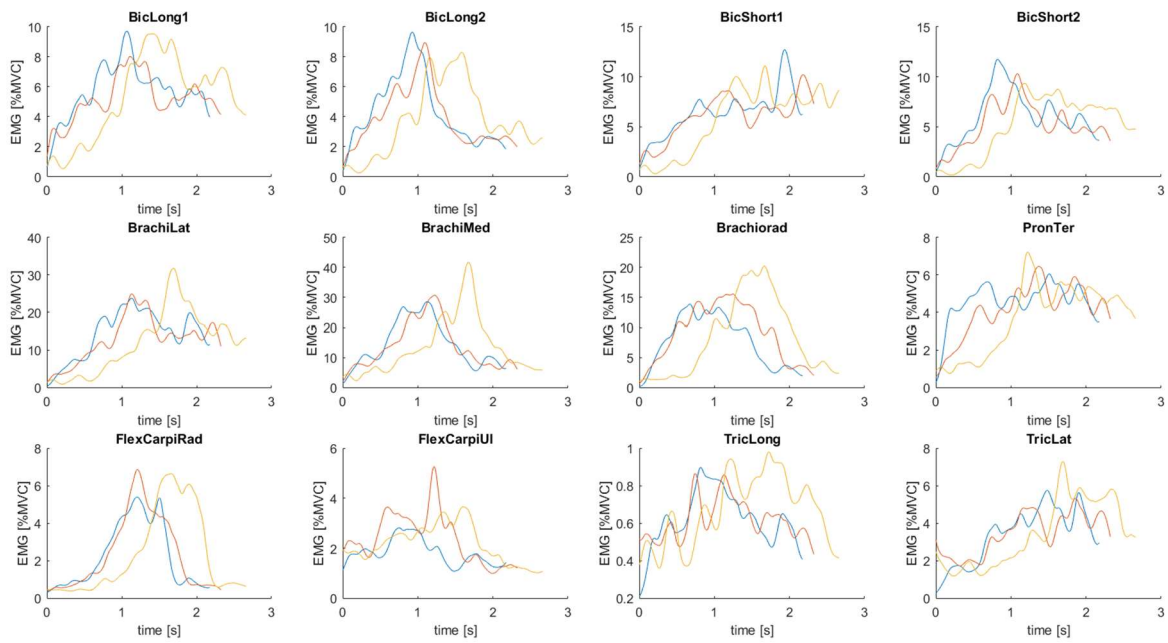 BicLong1
EMG [%MVC]
10
8
6
4
2
0
0 1 2 3
time [s]
BicLong2
EMG [%MVC]
10
8
6
4
2
0
0 1 2 3
time [s]
BicShort1
EMG [%MVC]
15
10
5
0
0 1 2 3
time [s]
BicShort2
EMG [%MVC]
15
10
5
0
0 1 2 3
time [s]
BrachiLat
EMG [%MVC]
40
30
20
10
0
0 1 2 3
time [s]
BrachiMed
EMG [%MVC]
50
40
30
20
10
0
0 1 2 3
time [s]
Brachiorad
EMG [%MVC]
25
20
15
10
5
0
0 1 2 3
time [s]
PronTer
EMG [%MVC]
8
6
4
2
0
0 1 2 3
time [s]
FlexCarpiRad
EMG [%MVC]
8
6
4
2
0
0 1 2 3
time [s]
FlexCarpiUl
EMG [%MVC]
6
4
2
0
0 1 2 3
time [s]
TricLong
EMG [%MVC]
1
0.8
0.6
0.4
0.2
0 1 2 3
time [s]
TricLat
EMG [%MVC]
8
6
4
2
0
0 1 2 3
time [s]